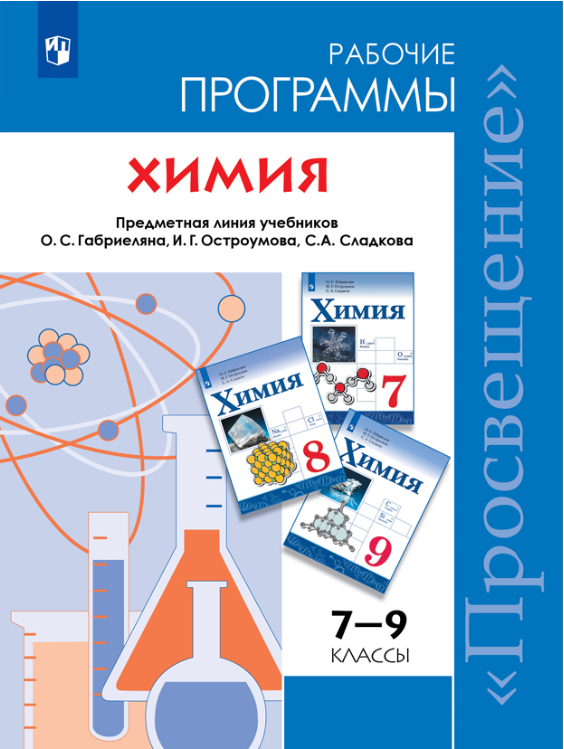 РАБОЧИЕ
ПРОГРАММЫ
ХИМИЯ
Предметная линия учебников
О. С. Габриеляна, И. Г. Остроумова, С.А. Сладкова
«Просвещение»
Химия
7
Химия
8
Химия
9
7—9
КЛАССЫ